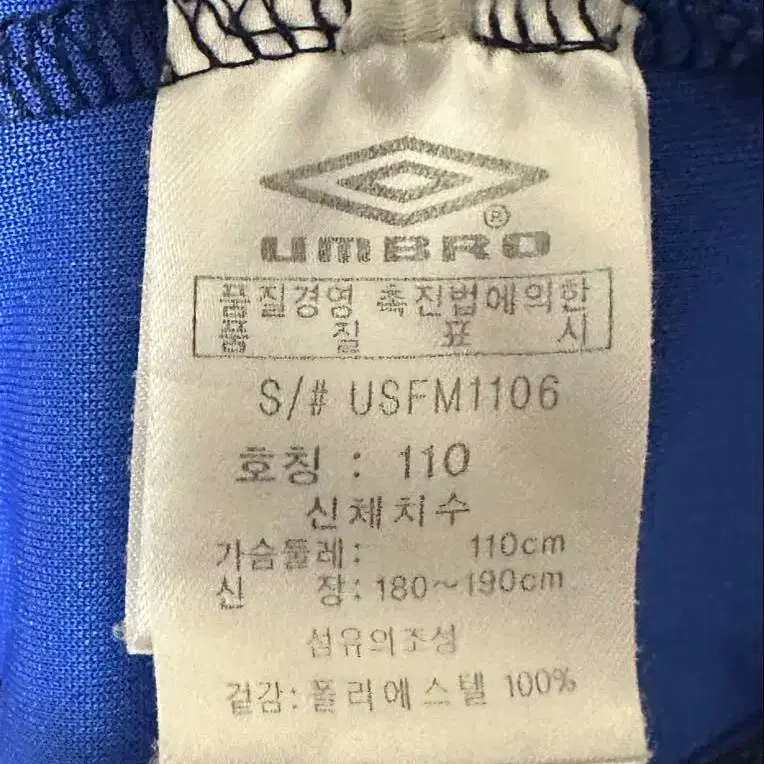 UMBRO®
품질경영 촉진법에의한
품질표시
S/# USFM1106
호칭 : 110
신체치수
가슴둘레: 110cm
신장: 180~190cm
섬유의조성
겉감: 폴리에스텔 100%